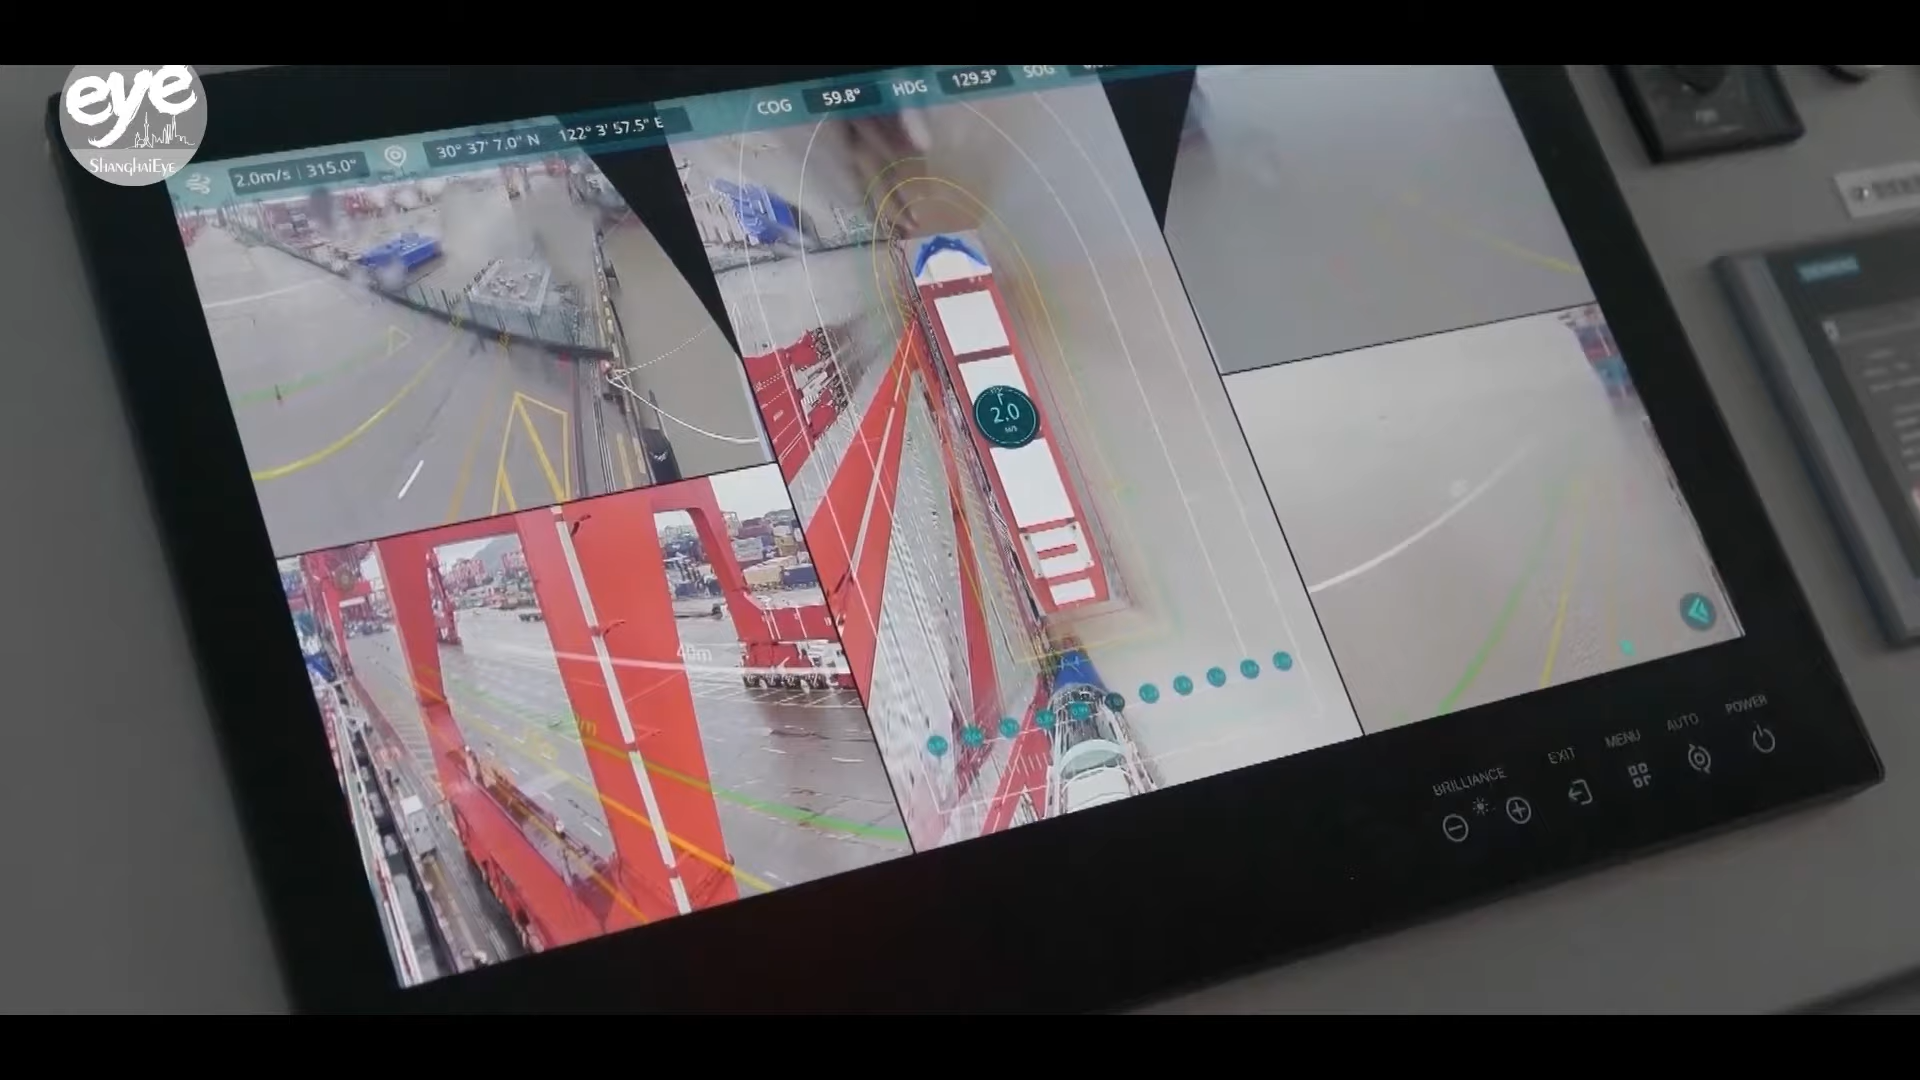 eye
SHANGHAIEYE
2.0m/s | 315.0°
30° 37' 7.0" N 122° 3' 57.5" E
COG 59.8° HDG 129.3° SOG
2.0
M/S
40m
SIEMENS
BRILLIANCE
EXIT
MENU
AUTO
POWER